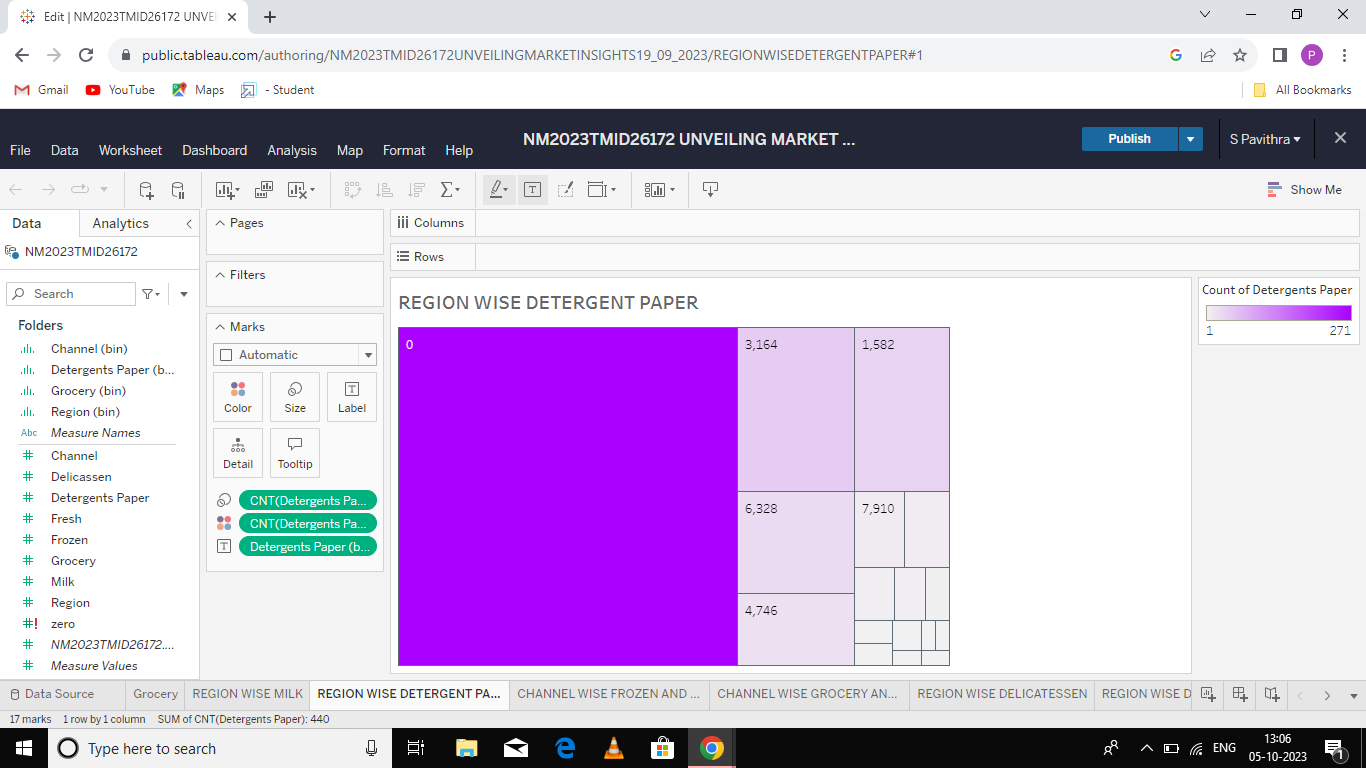 Edit | NM2023TMID26172 UNVEI
public.tableau.com/authoring/NM2023TMID26172UNVEILINGMARKETINSIGHTS19_09_2023/REGIONWISEDETERGENTPAPER#1
P
Gmail YouTube Maps - Student All Bookmarks
NM2023TMID26172 UNVEILING MARKET ...
Publish S Pavithra
File Data Worksheet Dashboard Analysis Map Format Help
Show Me
Data Analytics
NM2023TMID26172
Search
Folders
Channel (bin)
Detergents Paper (b...
Grocery (bin)
Region (bin)
Abc Measure Names
Channel
Delicassen
Detergents Paper
Fresh
Frozen
Grocery
Milk
Region
zero
NM2023TMID26172....
Measure Values
Pages
Filters
Marks
Automatic
Color Size Label
Detail Tooltip
CNT(Detergents Pa...
CNT(Detergents Pa...
Detergents Paper (b...
Columns
Rows
REGION WISE DETERGENT PAPER
0 3,164 1,582
6,328 7,910
4,746
Count of Detergents Paper
1 271
Data Source Grocery REGION WISE MILK REGION WISE DETERGENT PA... CHANNEL WISE FROZEN AND ... CHANNEL WISE GROCERY AN... REGION WISE DELICATESSEN REGION WISE D
17 marks 1 row by 1 column SUM of CNT(Detergents Paper): 440
Type here to search
ENG
13:06
05-10-2023
1